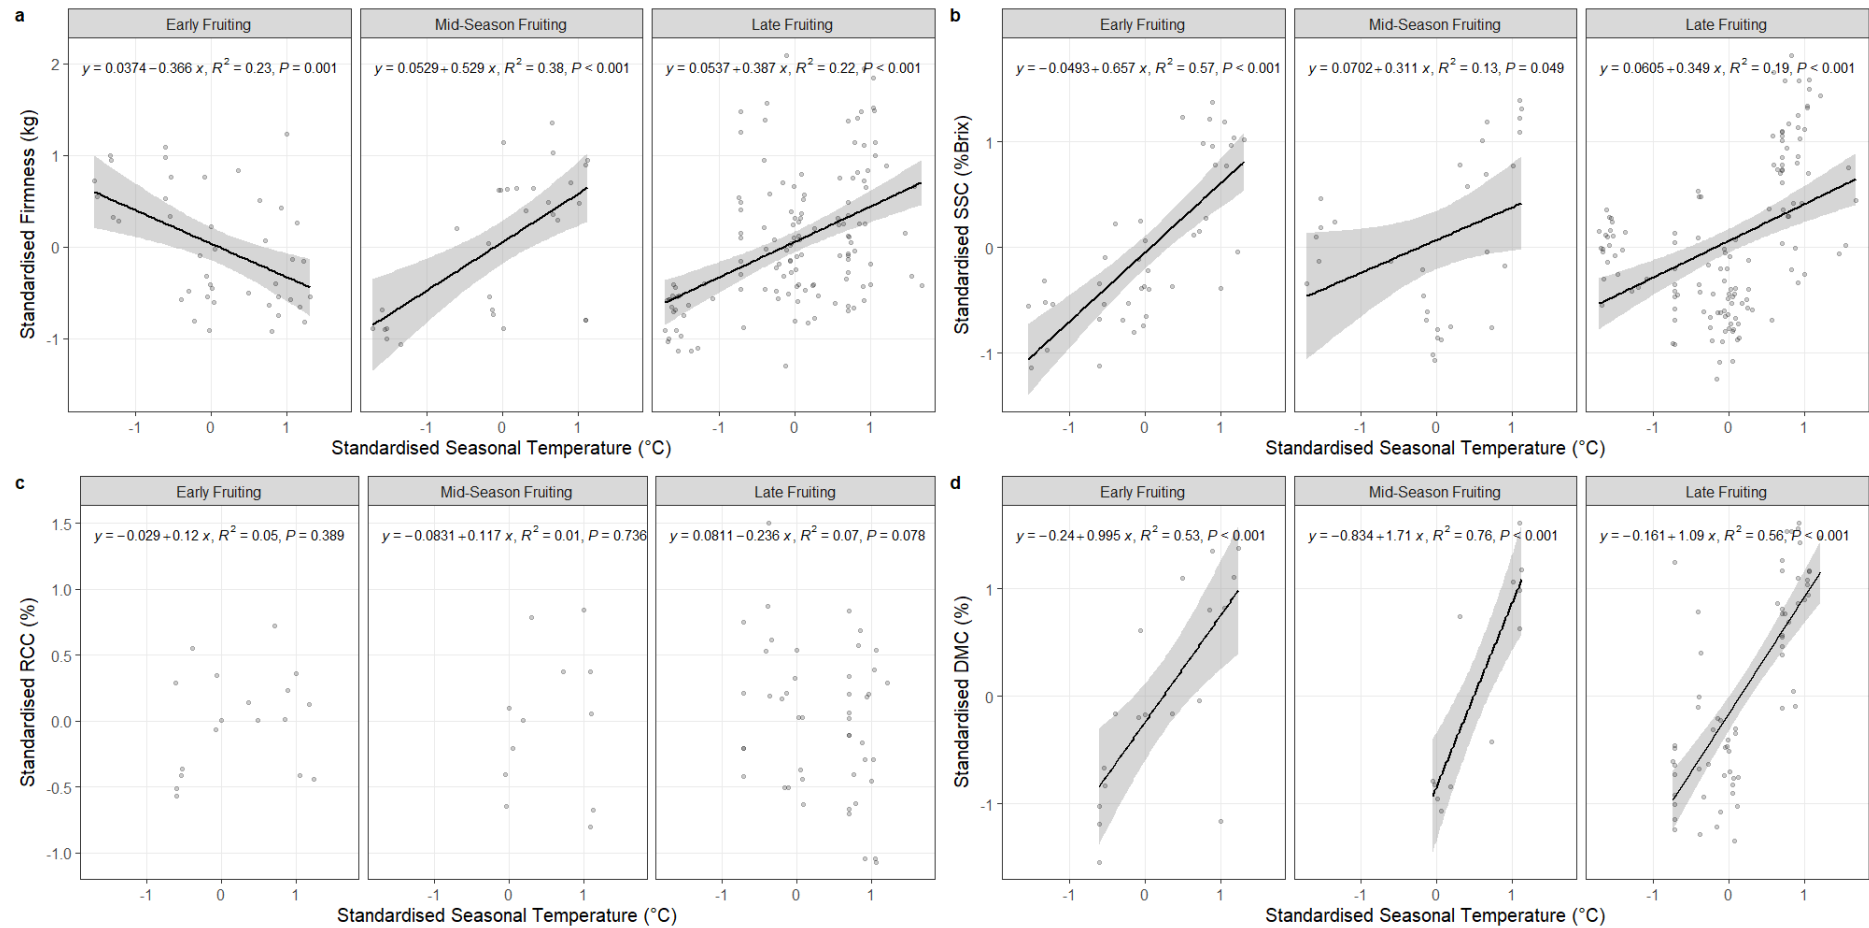 a
Early Fruiting
Mid-Season Fruiting
Late Fruiting
y = 0.0374 − 0.366 x, R² = 0.23, P = 0.001
y = 0.0529 + 0.529 x, R² = 0.38, P < 0.001
y = 0.0537 + 0.387 x, R² = 0.22, P < 0.001
Standardised Firmness (kg)
2
1
0
-1
-1 0 1
-1 0 1
-1 0 1
Standardised Seasonal Temperature (°C)
b
Early Fruiting
Mid-Season Fruiting
Late Fruiting
y = −0.0493 + 0.657 x, R² = 0.57, P < 0.001
y = 0.0702 + 0.311 x, R² = 0.13, P = 0.049
y = 0.0605 + 0.349 x, R² = 0.19, P < 0.001
Standardised SSC (%Brix)
1
0
-1
-1 0 1
-1 0 1
-1 0 1
Standardised Seasonal Temperature (°C)
c
Early Fruiting
Mid-Season Fruiting
Late Fruiting
y = −0.029 + 0.12 x, R² = 0.05, P = 0.389
y = −0.0831 + 0.117 x, R² = 0.01, P = 0.736
y = 0.0811 − 0.236 x, R² = 0.07, P = 0.078
Standardised RCC (%)
1.5
1.0
0.5
0.0
-0.5
-1.0
-1 0 1
-1 0 1
-1 0 1
Standardised Seasonal Temperature (°C)
d
Early Fruiting
Mid-Season Fruiting
Late Fruiting
y = −0.24 + 0.995 x, R² = 0.53, P < 0.001
y = −0.834 + 1.71 x, R² = 0.76, P < 0.001
y = −0.161 + 1.09 x, R² = 0.56, P < 0.001
Standardised DMC (%)
1
0
-1
-1 0 1
-1 0 1
-1 0 1
Standardised Seasonal Temperature (°C)